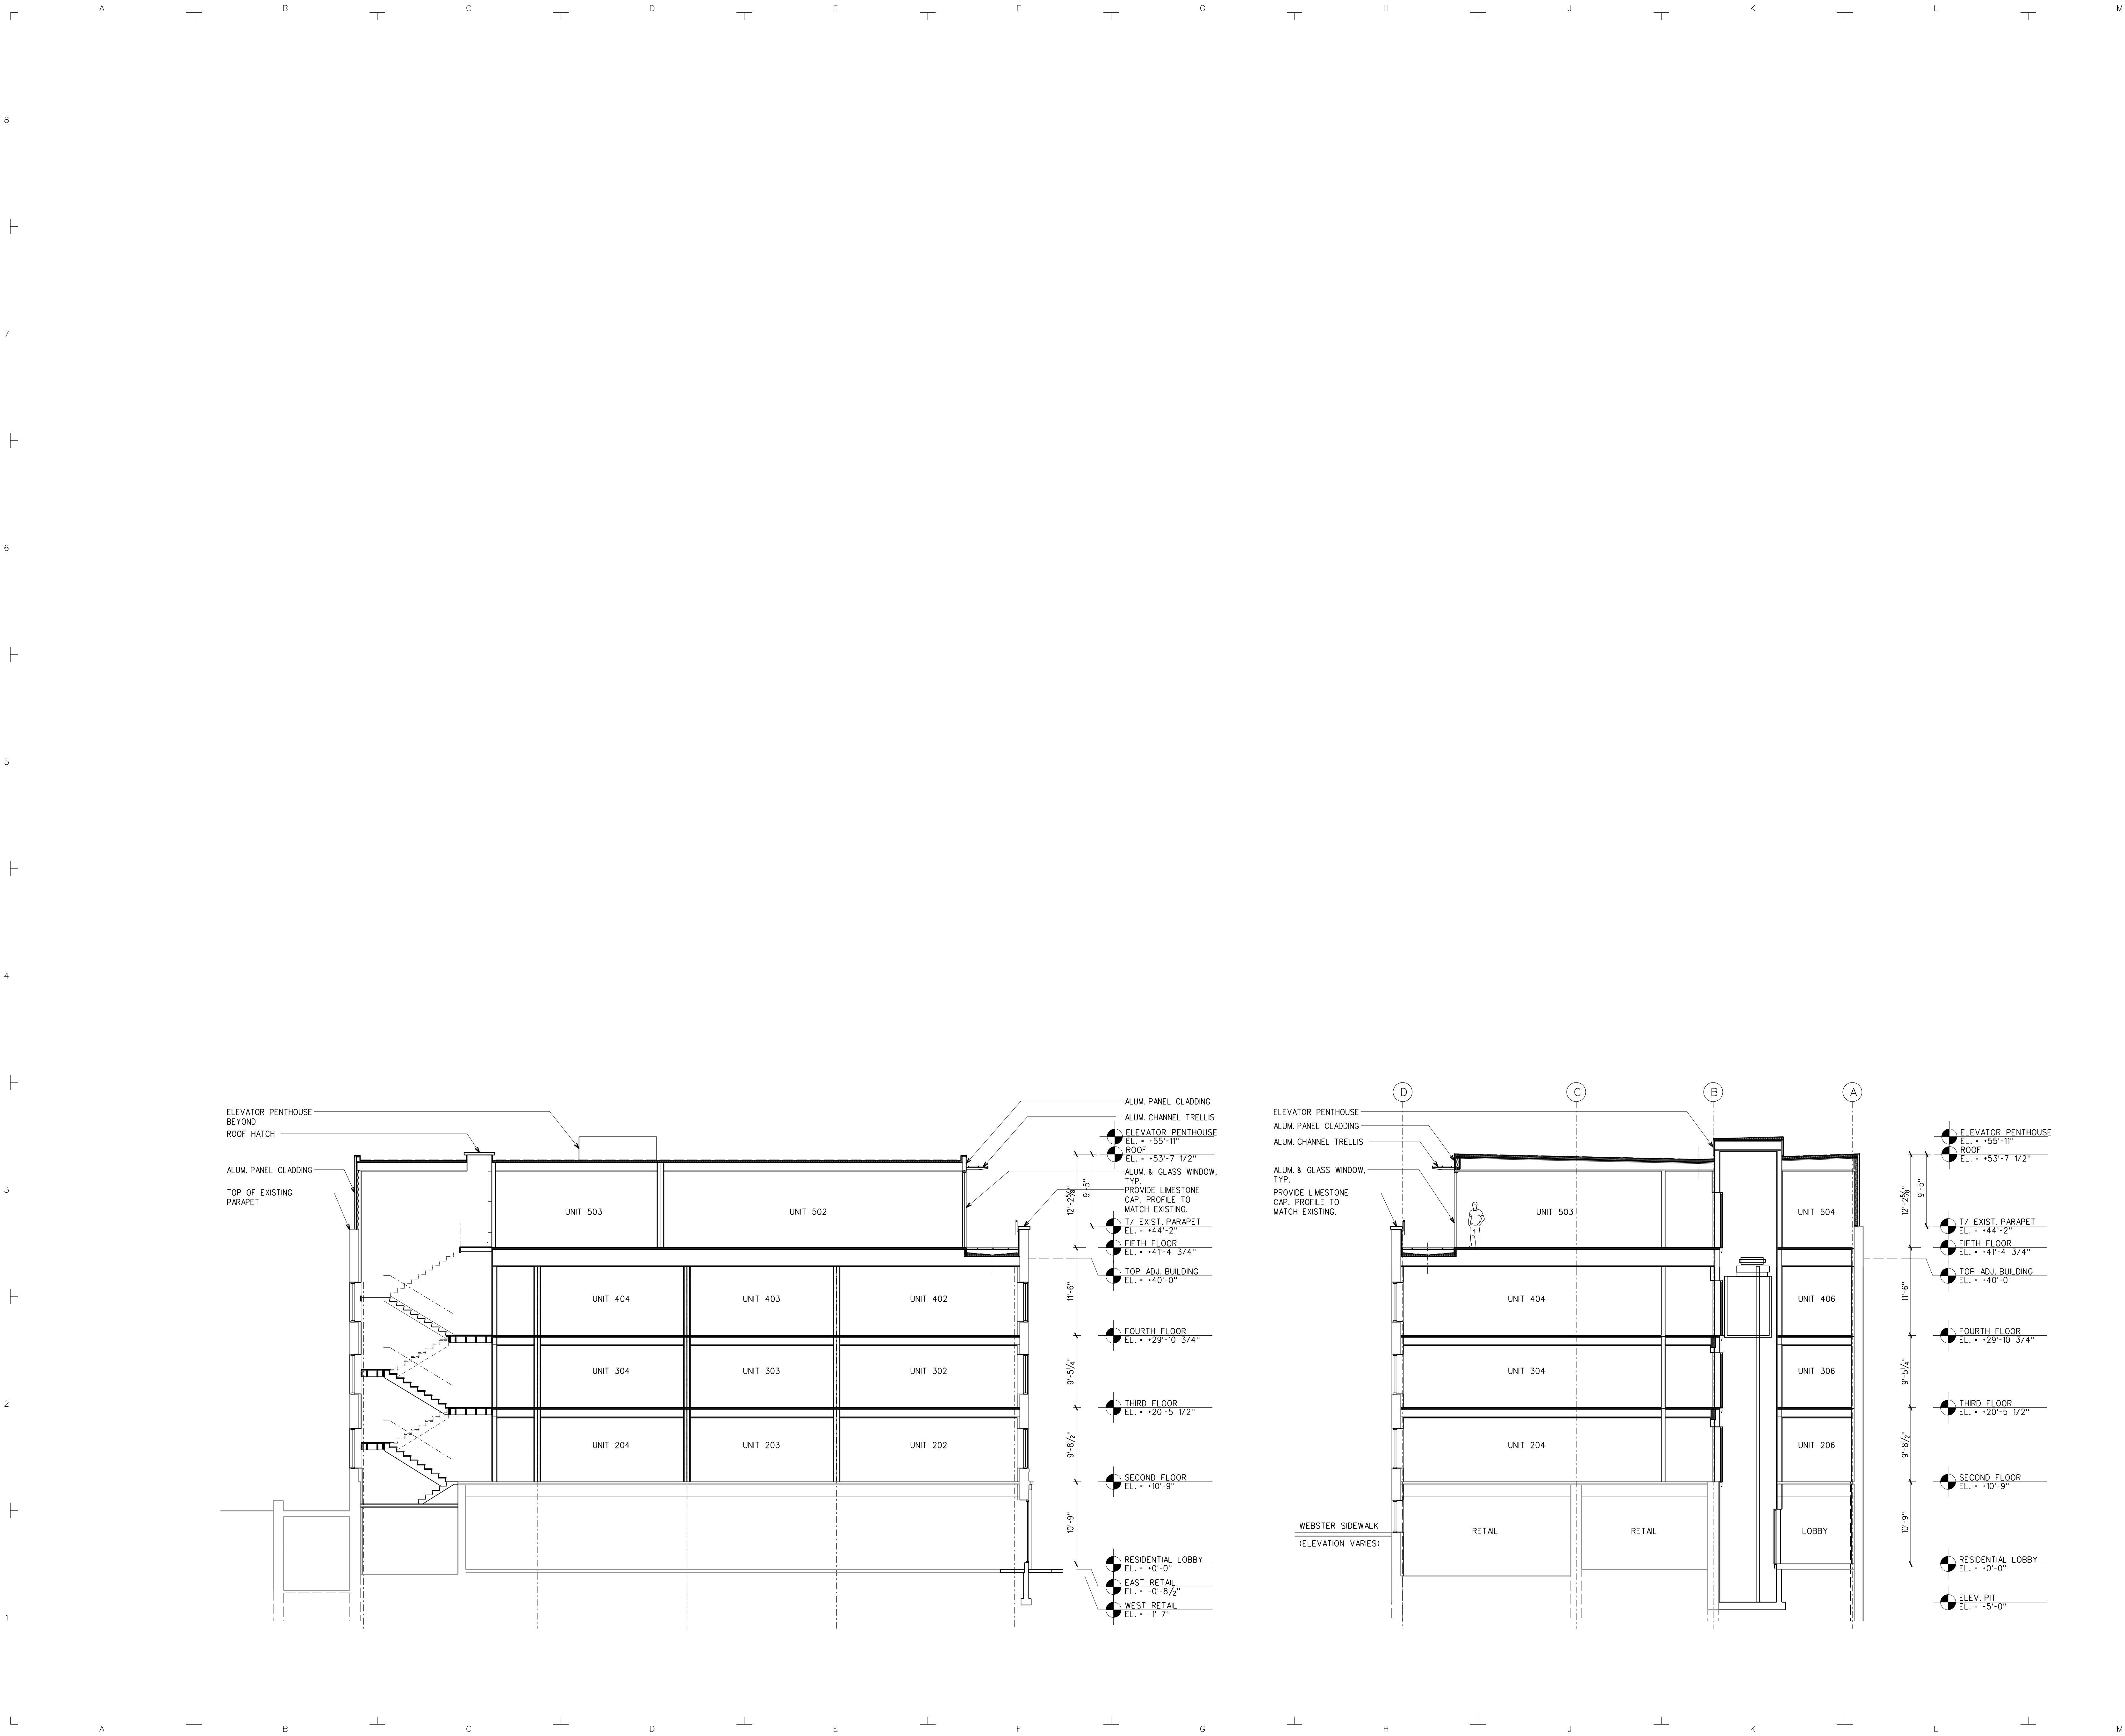 A B C D E F G H J K L M
8
7
6
5
4
3
2
1
ELEVATOR PENTHOUSE
BEYOND
ROOF HATCH
ALUM. PANEL CLADDING
TOP OF EXISTING
PARAPET
UNIT 503
UNIT 502
UNIT 404
UNIT 403
UNIT 402
UNIT 304
UNIT 303
UNIT 302
UNIT 204
UNIT 203
UNIT 202
ALUM. PANEL CLADDING
ALUM. CHANNEL TRELLIS
ELEVATOR PENTHOUSE
EL. = +55'-11"
ROOF
EL. = +53'-7 1/2"
ALUM. & GLASS WINDOW,
TYP.
PROVIDE LIMESTONE
CAP. PROFILE TO
MATCH EXISTING.
T/ EXIST. PARAPET
EL. = +44'-2"
FIFTH FLOOR
EL. = +41'-4 3/4"
TOP ADJ. BUILDING
EL. = +40'-0"
FOURTH FLOOR
EL. = +29'-10 3/4"
THIRD FLOOR
EL. = +20'-5 1/2"
SECOND FLOOR
EL. = +10'-9"
RESIDENTIAL LOBBY
EL. = +0'-0"
EAST RETAIL
EL. = -0'-8½"
WEST RETAIL
EL. = -1'-7"
12'-2⅝"
9'-5"
11'-6"
9'-5¼"
9'-8½"
10'-9"
D
C
B
A
ELEVATOR PENTHOUSE
ALUM. PANEL CLADDING
ALUM. CHANNEL TRELLIS
ALUM. & GLASS WINDOW,
TYP.
PROVIDE LIMESTONE
CAP. PROFILE TO
MATCH EXISTING.
WEBSTER SIDEWALK
(ELEVATION VARIES)
UNIT 503
UNIT 504
UNIT 404
UNIT 406
UNIT 304
UNIT 306
UNIT 204
UNIT 206
RETAIL
RETAIL
LOBBY
12'-2⅝"
9'-5"
11'-6"
9'-5¼"
9'-8½"
10'-9"
ELEVATOR PENTHOUSE
EL. = +55'-11"
ROOF
EL. = +53'-7 1/2"
T/ EXIST. PARAPET
EL. = +44'-2"
FIFTH FLOOR
EL. = +41'-4 3/4"
TOP ADJ. BUILDING
EL. = +40'-0"
FOURTH FLOOR
EL. = +29'-10 3/4"
THIRD FLOOR
EL. = +20'-5 1/2"
SECOND FLOOR
EL. = +10'-9"
RESIDENTIAL LOBBY
EL. = +0'-0"
ELEV. PIT
EL. = -5'-0"
A B C D E F G H J K L M